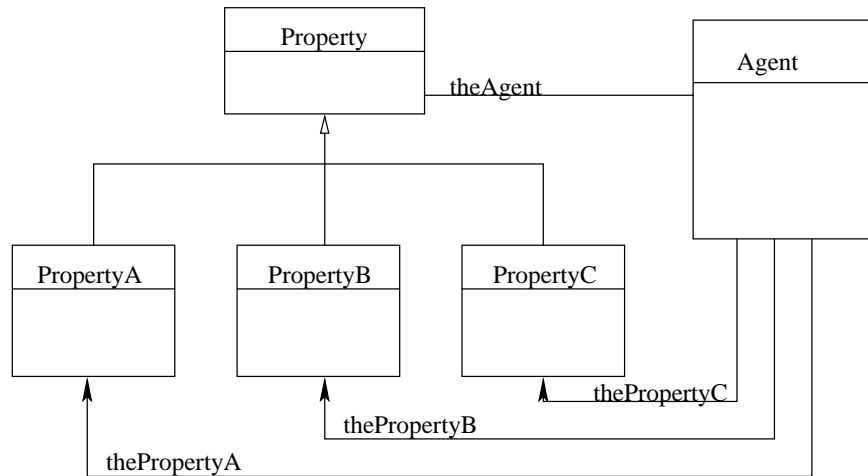 Property
Agent
theAgent
PropertyA
PropertyB
PropertyC
thePropertyC
thePropertyB
thePropertyA